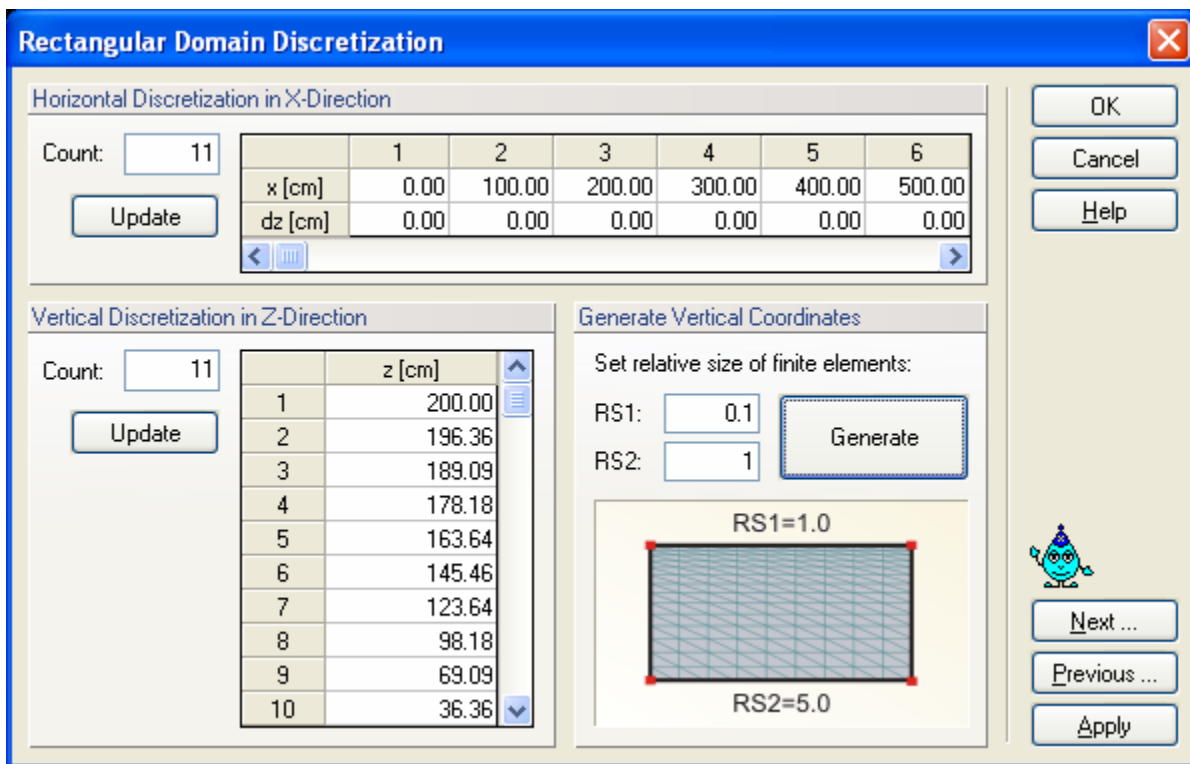 Rectangular Domain Discretization
Horizontal Discretization in X-Direction
Count: 11
Update
1 2 3 4 5 6
x [cm] 0.00 100.00 200.00 300.00 400.00 500.00
dz [cm] 0.00 0.00 0.00 0.00 0.00 0.00
OK
Cancel
Help
Vertical Discretization in Z-Direction
Count: 11
Update
z [cm]
1 200.00
2 196.36
3 189.09
4 178.18
5 163.64
6 145.46
7 123.64
8 98.18
9 69.09
10 36.36
Generate Vertical Coordinates
Set relative size of finite elements:
RS1: 0.1
RS2: 1
Generate
RS1=1.0
RS2=5.0
Next ...
Previous ...
Apply